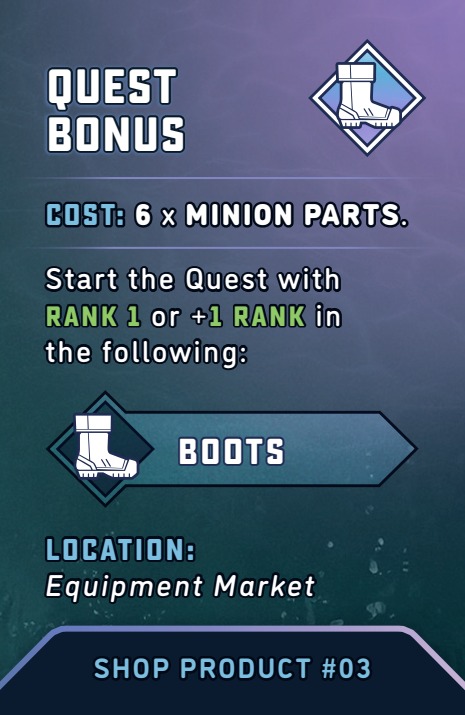 QUEST
BONUS
COST: 6 x MINION PARTS.
Start the Quest with
RANK 1 or +1 RANK in
the following:
BOOTS
LOCATION:
Equipment Market
SHOP PRODUCT #03